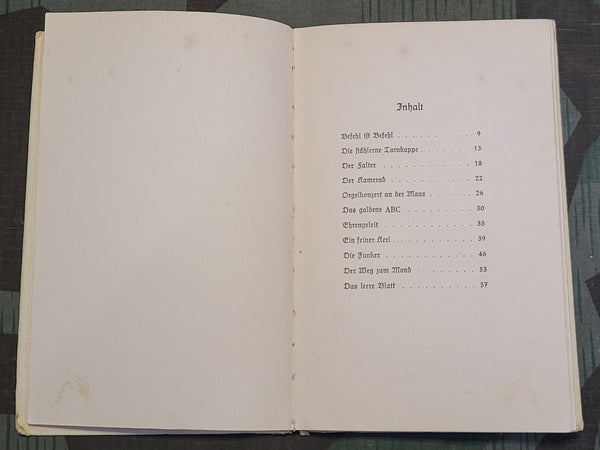 Inhalt
Befehl ist Befehl . . . . . . . . . . 9
Die stählerne Tarnkappe . . . . . . . 13
Der Falter . . . . . . . . . . . . 18
Der Kamerad . . . . . . . . . . . 22
Orgelkonzert an der Maas . . . . . . 26
Das goldene ABC . . . . . . . . . 30
Ehrengeleit . . . . . . . . . . . . 35
Ein feiner Kerl . . . . . . . . . . . 39
Die Funker . . . . . . . . . . . . 46
Der Weg zum Mond . . . . . . . . 53
Das leere Blatt . . . . . . . . . . 57